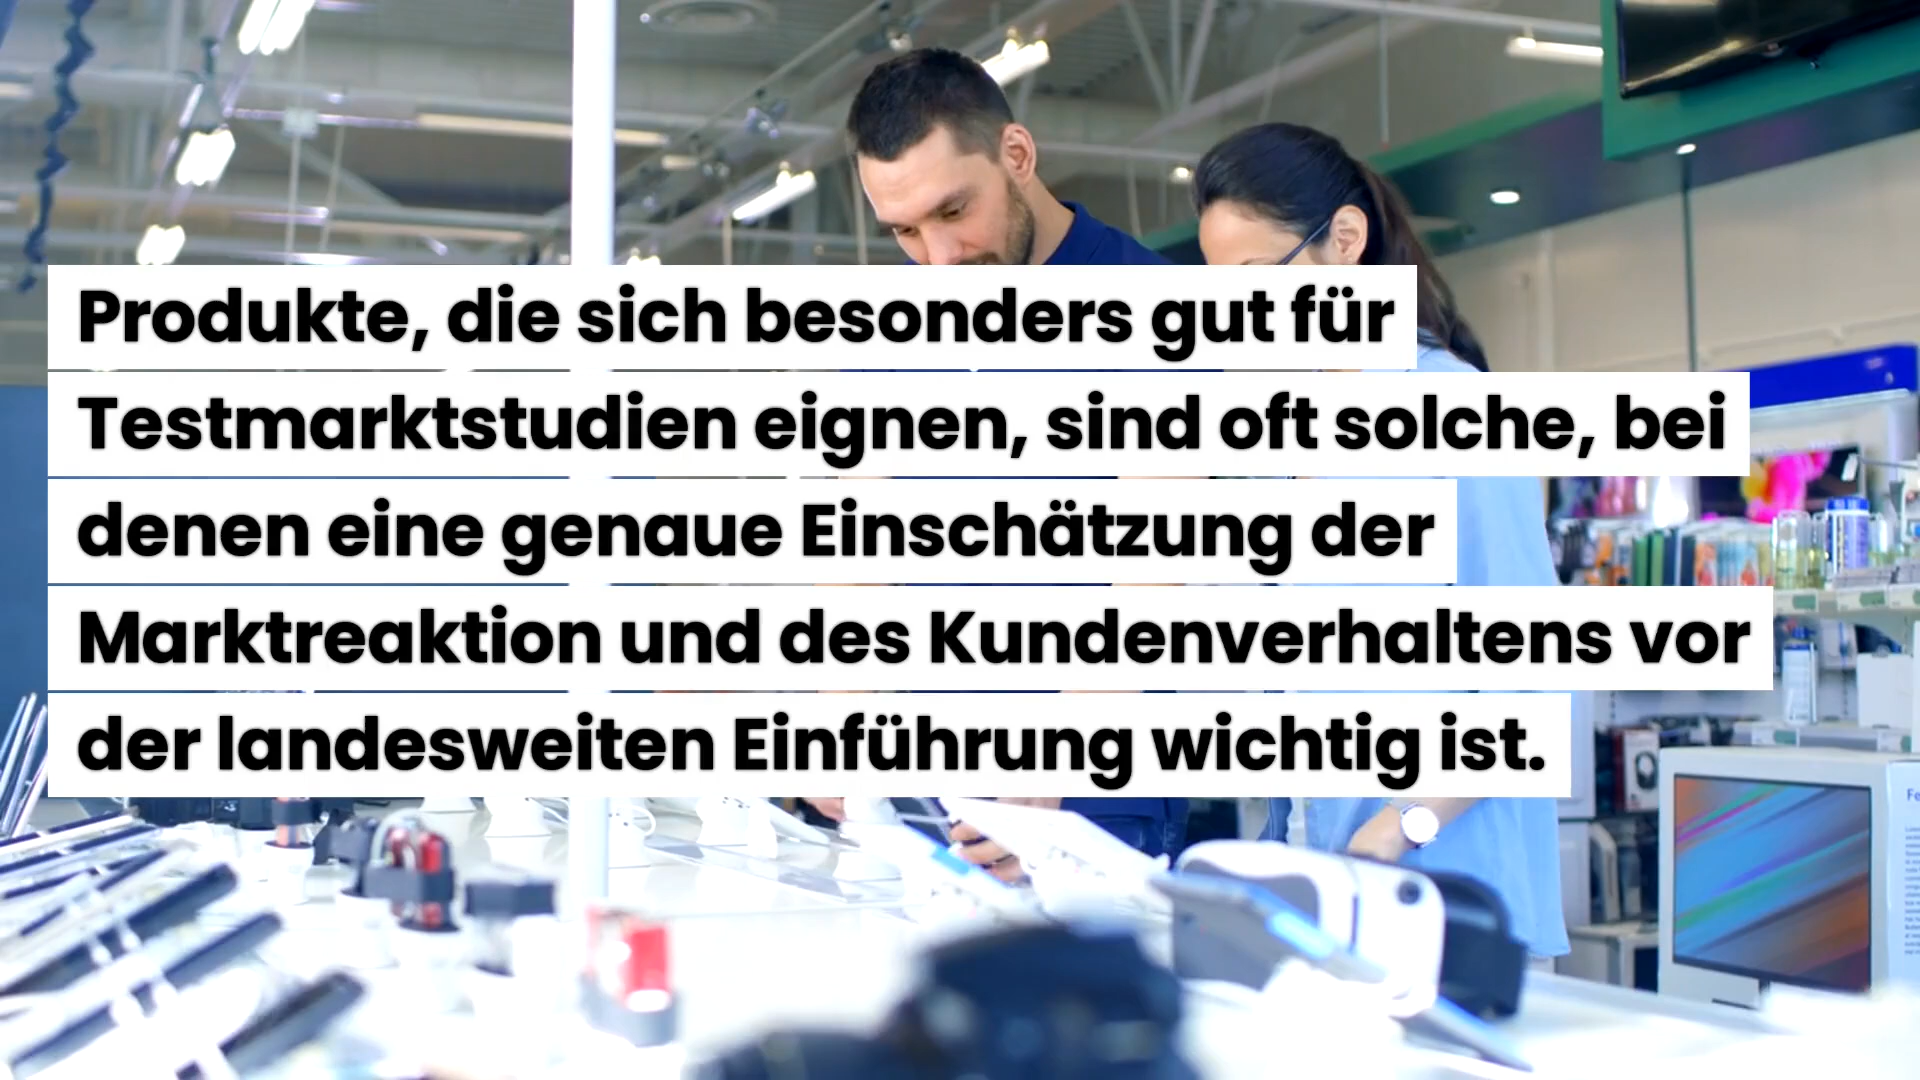 Produkte, die sich besonders gut für
Testmarktstudien eignen, sind oft solche, bei
denen eine genaue Einschätzung der
Marktreaktion und des Kundenverhaltens vor
der landesweiten Einführung wichtig ist.